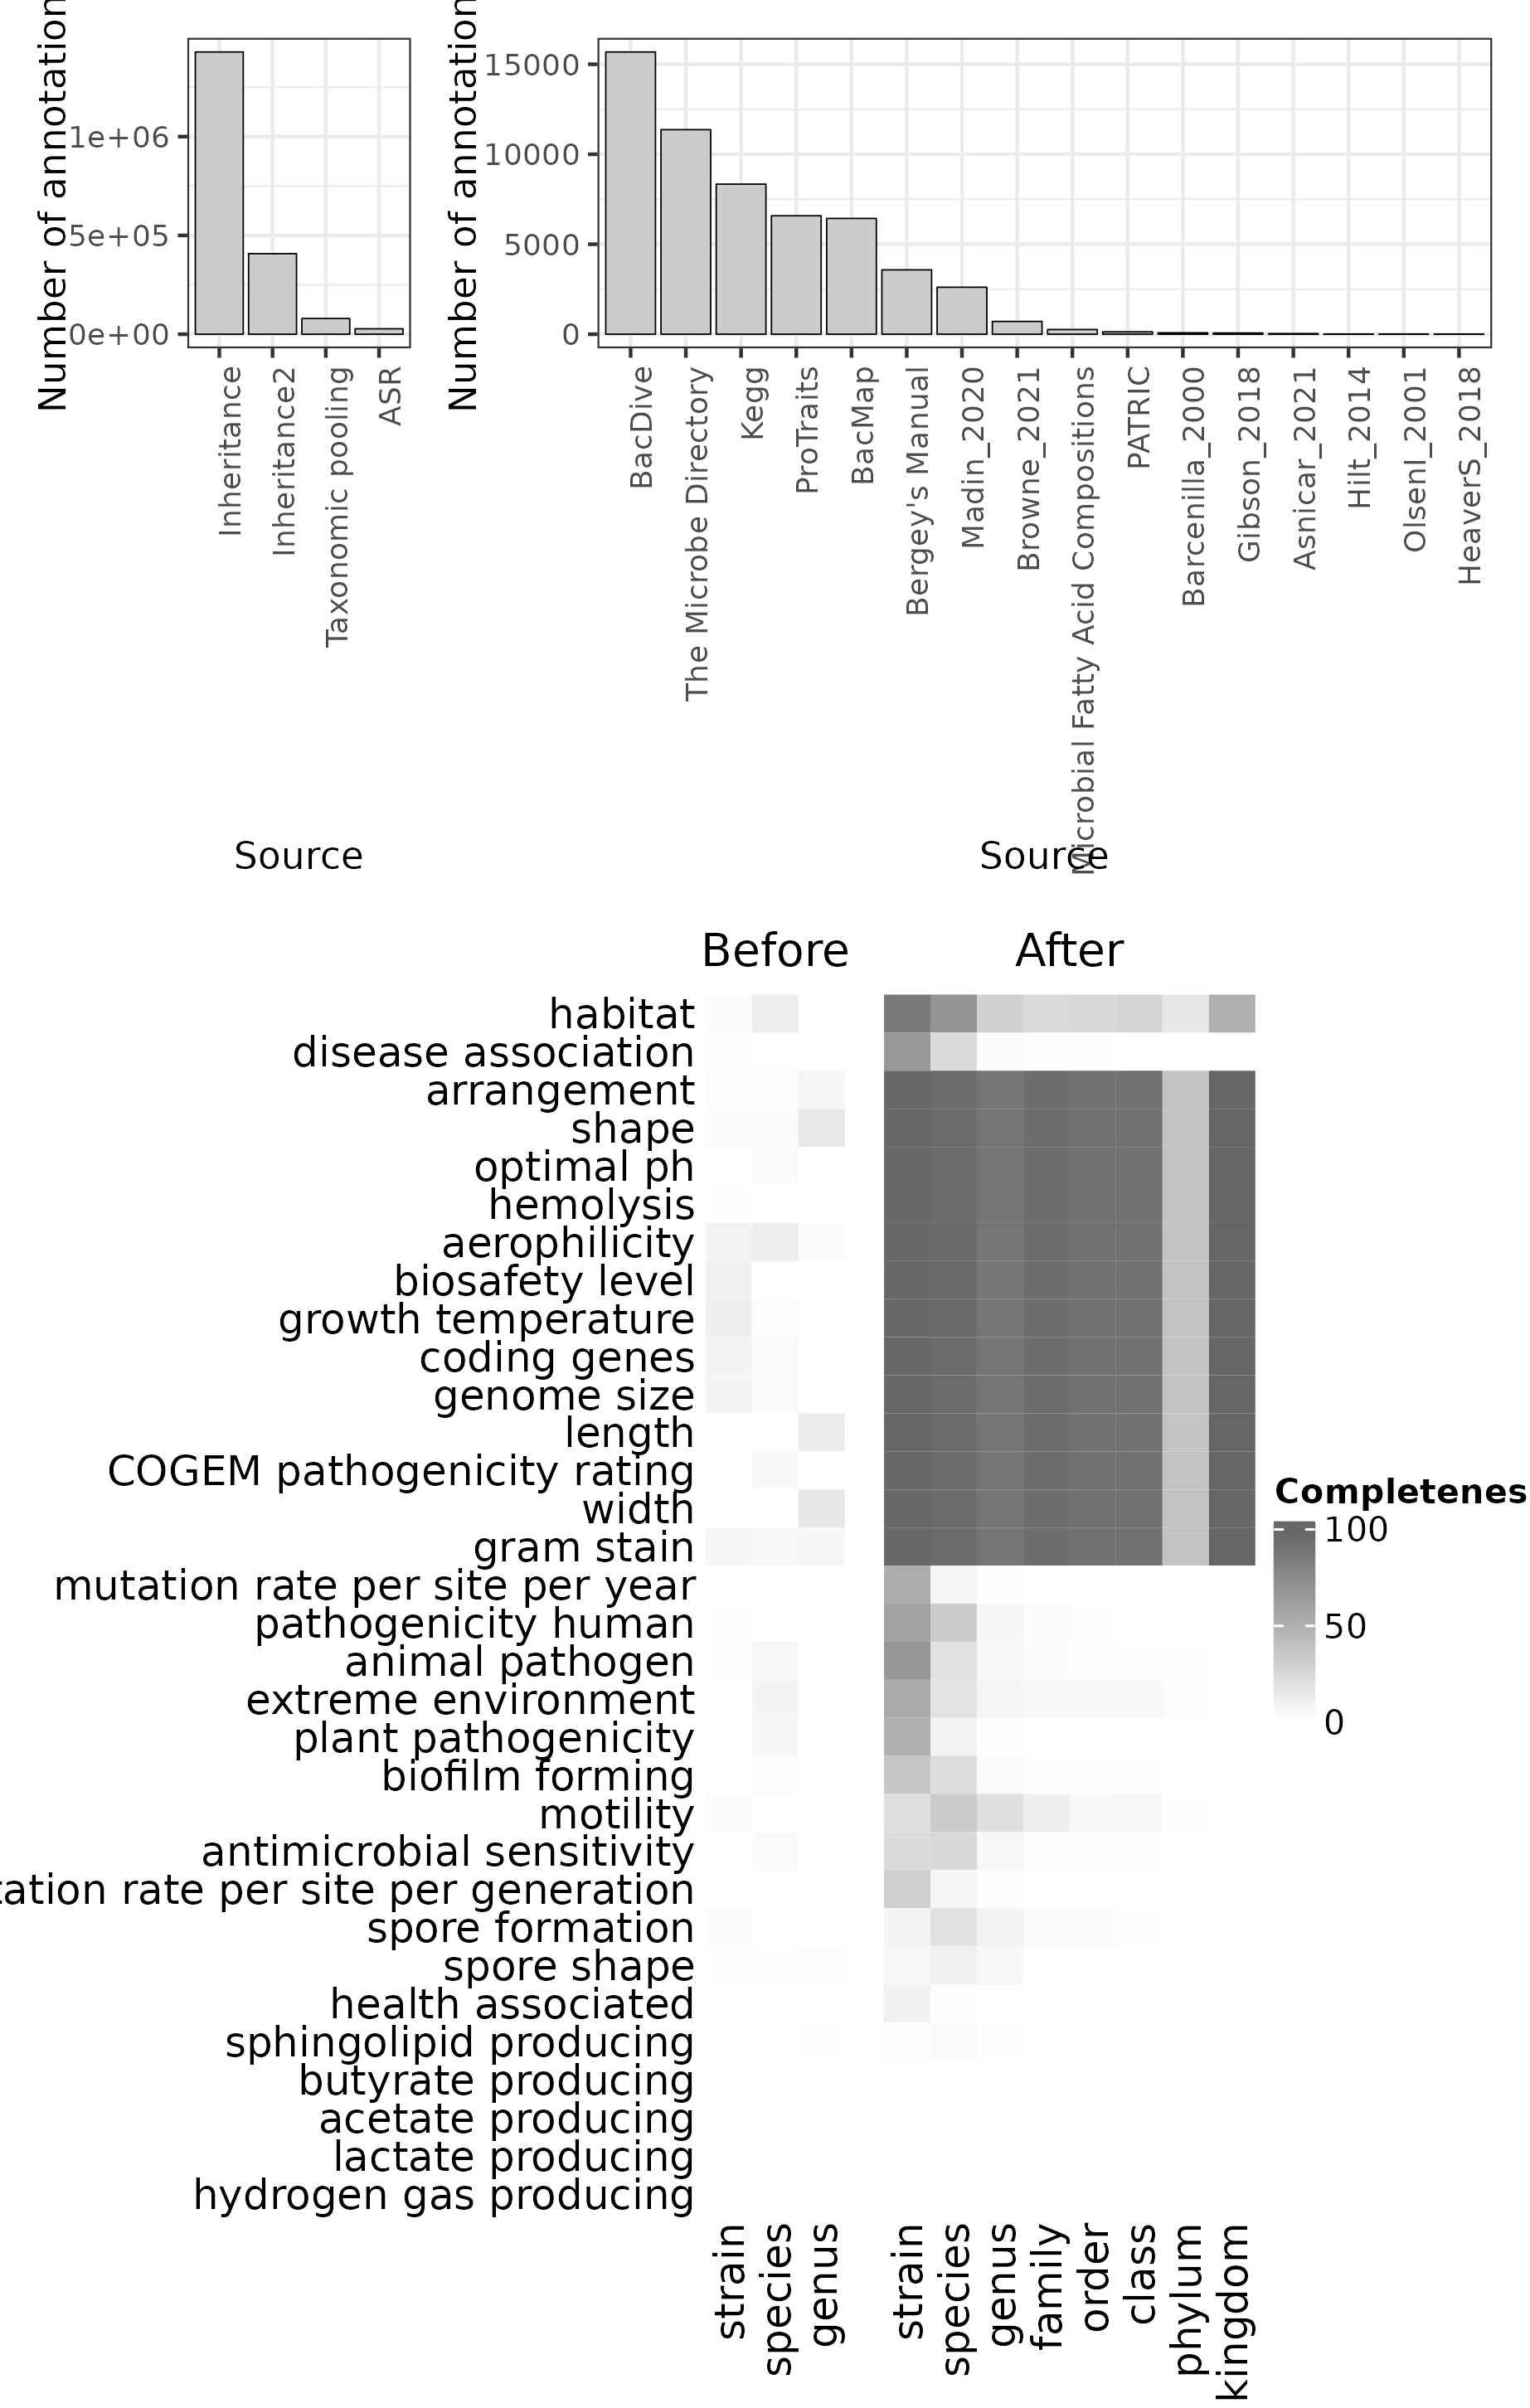 Number of annotation
1e+06
5e+05
0e+00
Inheritance
Inheritance2
Taxonomic pooling
ASR
Source
Number of annotation
15000
10000
5000
0
BacDive
The Microbe Directory
Kegg
ProTraits
BacMap
Bergey's Manual
Madin_2020
Browne_2021
Microbial Fatty Acid Compositions
PATRIC
Barcenilla_2000
Gibson_2018
Asnicar_2021
Hilt_2014
OlsenI_2001
HeaverS_2018
Source
Before
After
habitat
disease association
arrangement
shape
optimal ph
hemolysis
aerophilicity
biosafety level
growth temperature
coding genes
genome size
length
COGEM pathogenicity rating
width
gram stain
mutation rate per site per year
pathogenicity human
animal pathogen
extreme environment
plant pathogenicity
biofilm forming
motility
antimicrobial sensitivity
tation rate per site per generation
spore formation
spore shape
health associated
sphingolipid producing
butyrate producing
acetate producing
lactate producing
hydrogen gas producing
strain
species
genus
strain
species
genus
family
order
class
phylum
kingdom
Completenes
100
50
0